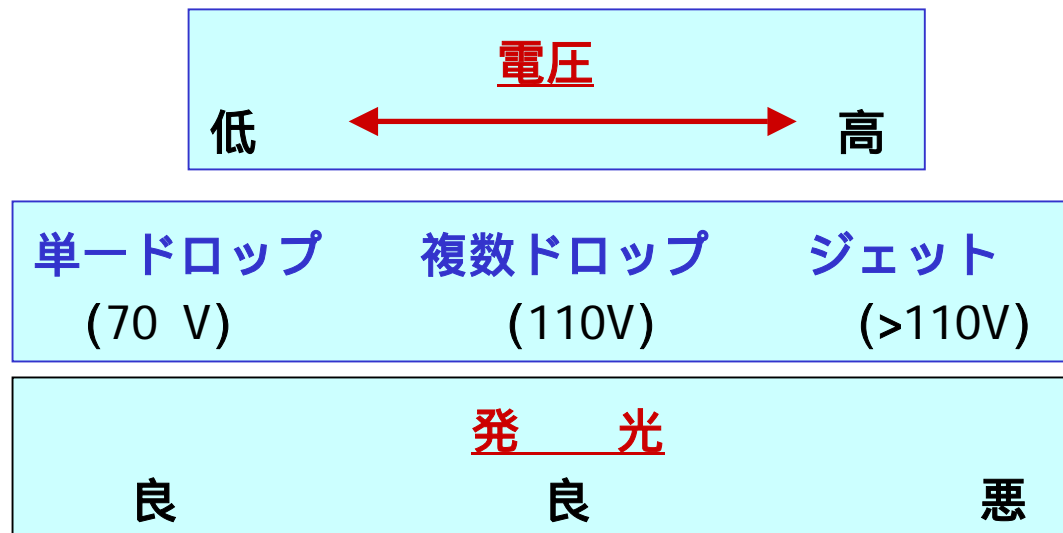 電圧
低 高
単一ドロップ 複数ドロップ ジェット
(70 V) (110V) (>110V)
発 光
良 良 悪